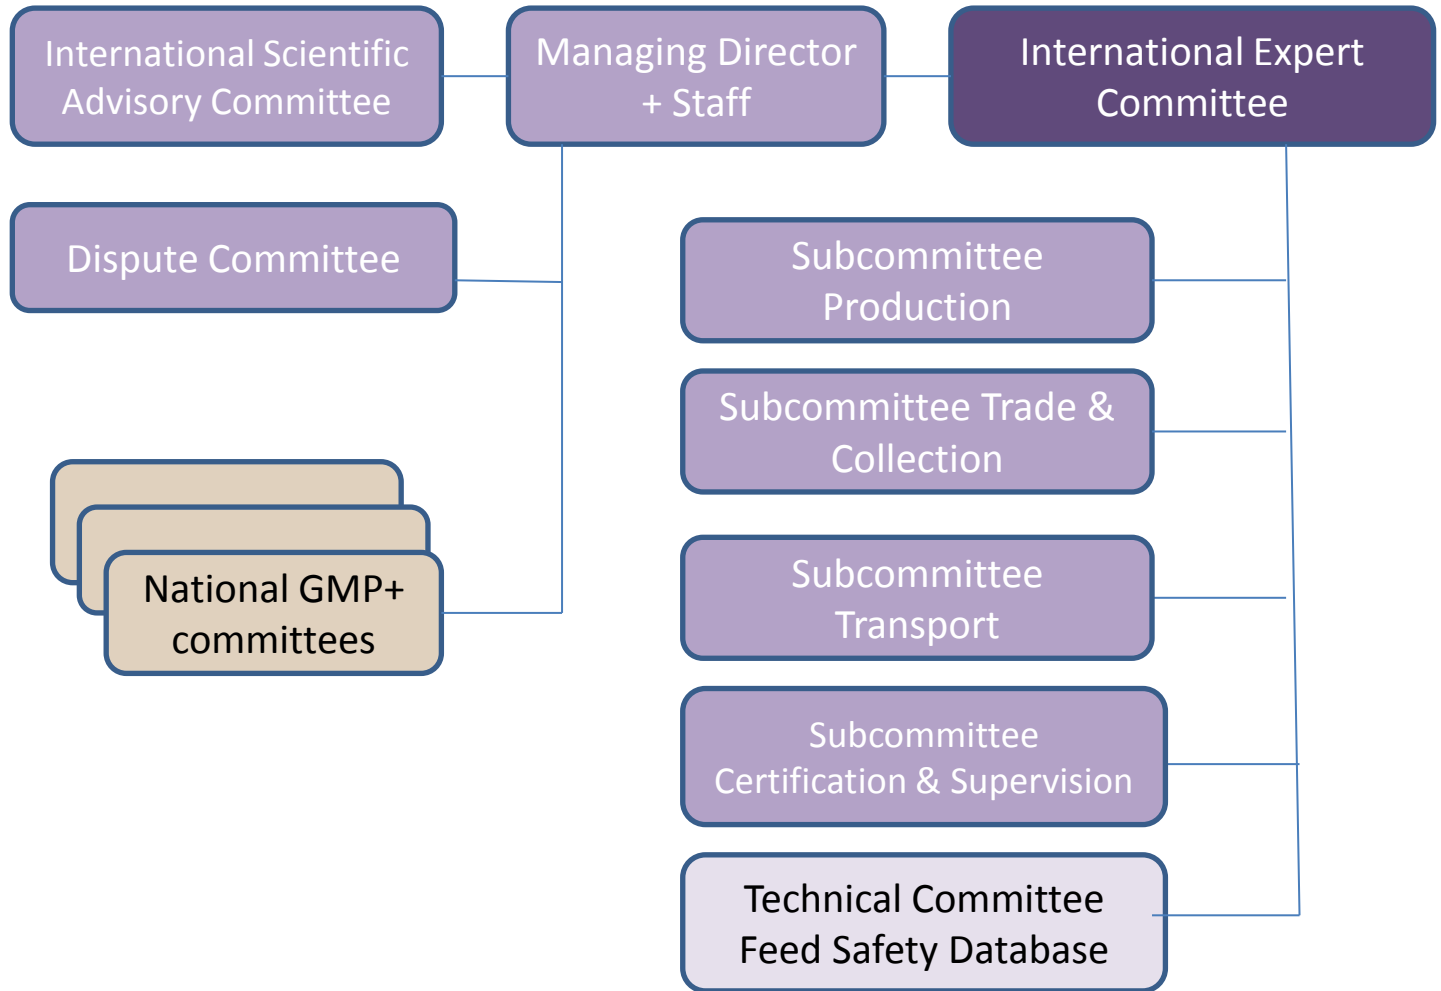 International Scientific
Advisory Committee
Managing Director
+ Staff
International Expert
Committee
Dispute Committee
Subcommittee
Production
Subcommittee Trade &
Collection
National GMP+
committees
Subcommittee
Transport
Subcommittee
Certification & Supervision
Technical Committee
Feed Safety Database